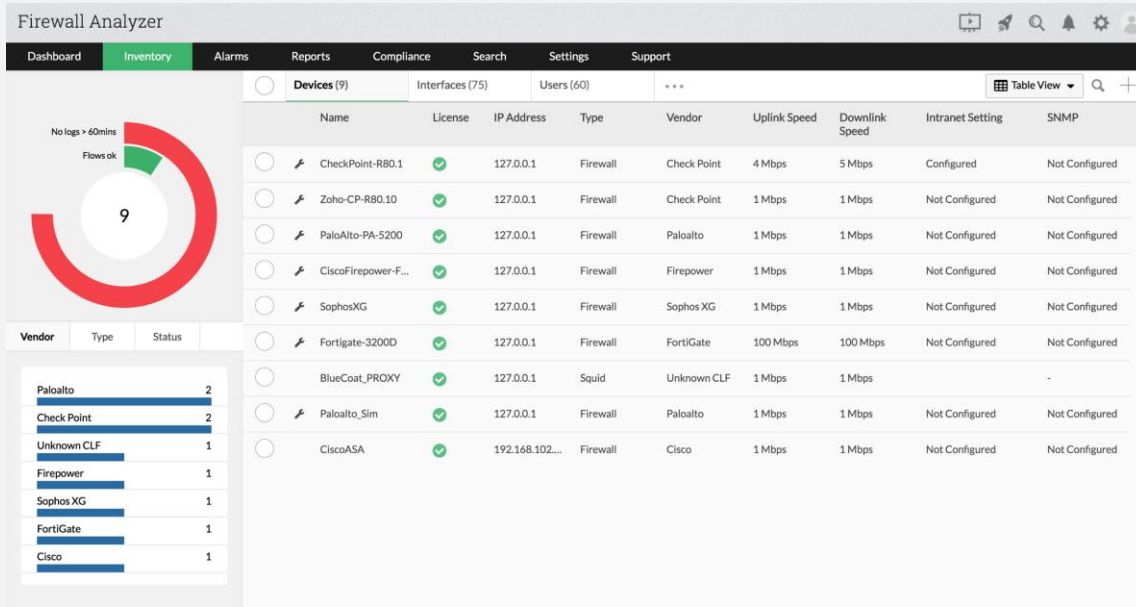 Firewall Analyzer
Dashboard Inventory Alarms Reports Compliance Search Settings Support
No logs > 60mins
Flows ok
9
Vendor Type Status
Paloalto 2
Check Point 2
Unknown CLF 1
Firepower 1
Sophos XG 1
FortiGate 1
Cisco 1
Devices (9) Interfaces (75) Users (60) Table View
Name License IP Address Type Vendor Uplink Speed Downlink Speed Intranet Setting SNMP
CheckPoint-R80.1 127.0.0.1 Firewall Check Point 4 Mbps 5 Mbps Configured Not Configured
Zoho-CP-R80.10 127.0.0.1 Firewall Check Point 1 Mbps 1 Mbps Not Configured Not Configured
PaloAlto-PA-5200 127.0.0.1 Firewall Paloalto 1 Mbps 1 Mbps Not Configured Not Configured
CiscoFirepower-F... 127.0.0.1 Firewall Firepower 1 Mbps 1 Mbps Not Configured Not Configured
SophosXG 127.0.0.1 Firewall Sophos XG 1 Mbps 1 Mbps Not Configured Not Configured
Fortigate-3200D 127.0.0.1 Firewall FortiGate 100 Mbps 100 Mbps Not Configured Not Configured
BlueCoat_PROXY 127.0.0.1 Squid Unknown CLF 1 Mbps 1 Mbps -
Paloalto_Sim 127.0.0.1 Firewall Paloalto 1 Mbps 1 Mbps Not Configured Not Configured
CiscoASA 192.168.102.... Firewall Cisco 1 Mbps 1 Mbps Not Configured Not Configured